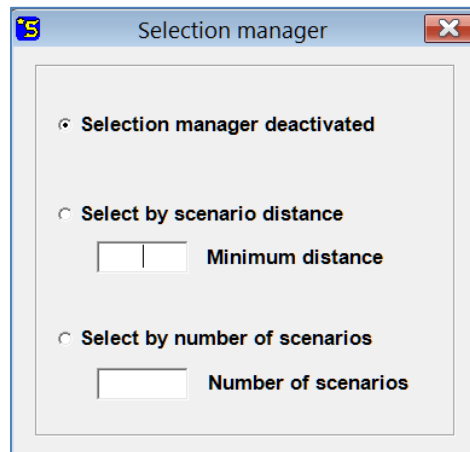 Selection manager
Selection manager deactivated
Select by scenario distance
Minimum distance
Select by number of scenarios
Number of scenarios